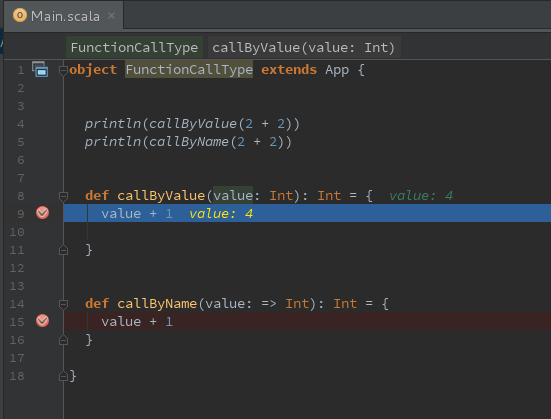 Main.scala
FunctionCallType callByValue(value: Int)
1 object FunctionCallType extends App {
2
3
4 println(callByValue(2 + 2))
5 println(callByName(2 + 2))
6
7
8 def callByValue(value: Int): Int = { value: 4
9 value + 1 value: 4
10
11 }
12
13
14 def callByName(value: => Int): Int = {
15 value + 1
16 }
17
18 }